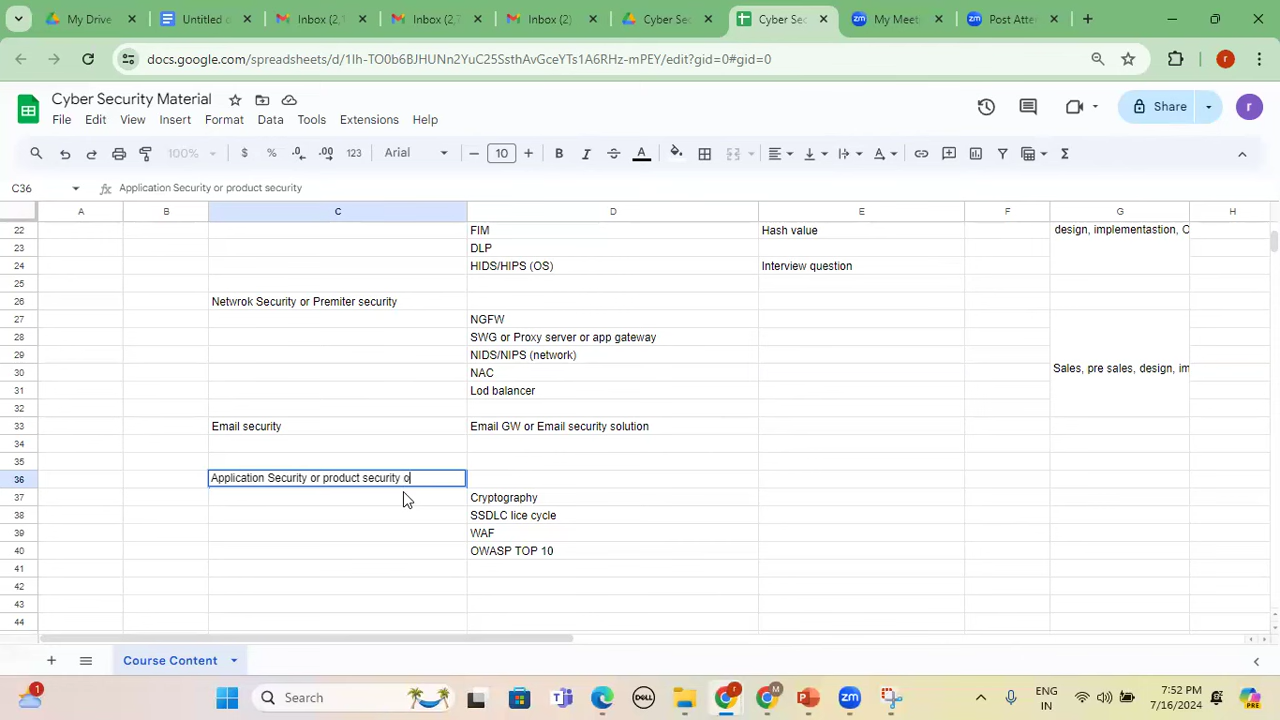 My Drive
Untitled d
Inbox (2,
Inbox (2,
Inbox (2)
Cyber Sec
Cyber Sec
My Meeti
Post Atte
docs.google.com/spreadsheets/d/1Ih-TO0b6BJHUNn2YuC25SsthAvGceYTs1A6RHz-mPEY/edit?gid=0#gid=0
r
Cyber Security Material
File Edit View Insert Format Data Tools Extensions Help
Share
r
100% $ % .0 .00 123 Arial 10 B I A
C36 Application Security or product security
A B C D E F G H
22 FIM Hash value design, implementastion, C
23 DLP
24 HIDS/HIPS (OS) Interview question
25
26 Netwrok Security or Premiter security
27 NGFW
28 SWG or Proxy server or app gateway
29 NIDS/NIPS (network)
30 NAC Sales, pre sales, design, im
31 Lod balancer
32
33 Email security Email GW or Email security solution
34
35
36 Application Security or product security o
37 Cryptography
38 SSDLC lice cycle
39 WAF
40 OWASP TOP 10
41
42
43
44
Course Content
1
Search
DELL
r
M
ENG
IN
7:52 PM
7/16/2024
PRE